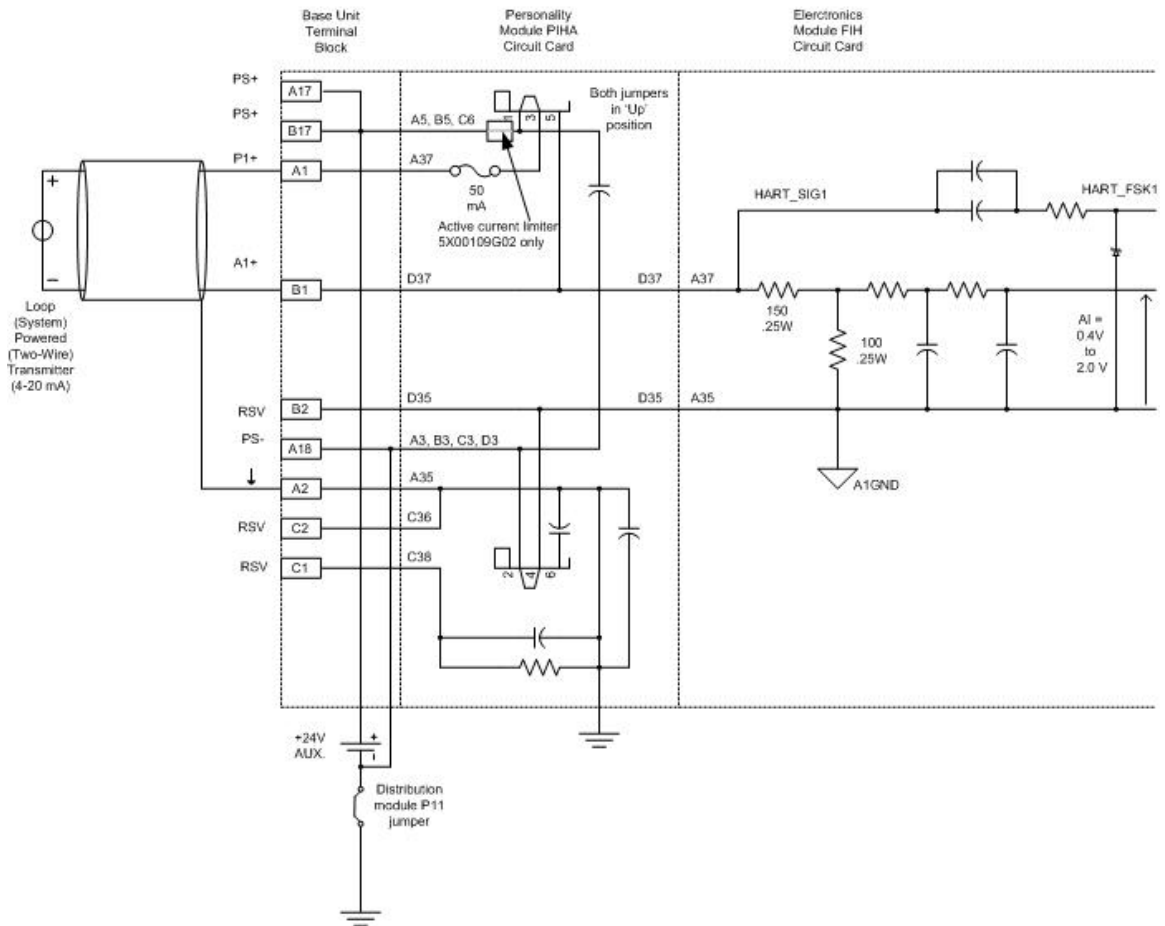 Base Unit
Terminal
Block
Personality
Module PIHA
Circuit Card
Elerctronics
Module FIH
Circuit Card
PS+
A17
PS+
B17
A5, B5, C6
1
3
5
Both jumpers
in 'Up'
position
P1+
A1
A37
50
mA
Active current limiter
5X00109G02 only
HART_SIG1
HART_FSK1
+
−
A1+
B1
D37
D37
A37
Loop
(System)
Powered
(Two-Wire)
Transmitter
(4-20 mA)
150
.25W
100
.25W
AI =
0.4V
to
2.0 V
RSV
B2
D35
D35
A35
PS-
A18
A3, B3, C3, D3
A2
A35
A1GND
RSV
C2
C36
RSV
C1
C38
2
4
6
+24V
AUX.
+
-
Distribution
module P11
jumper